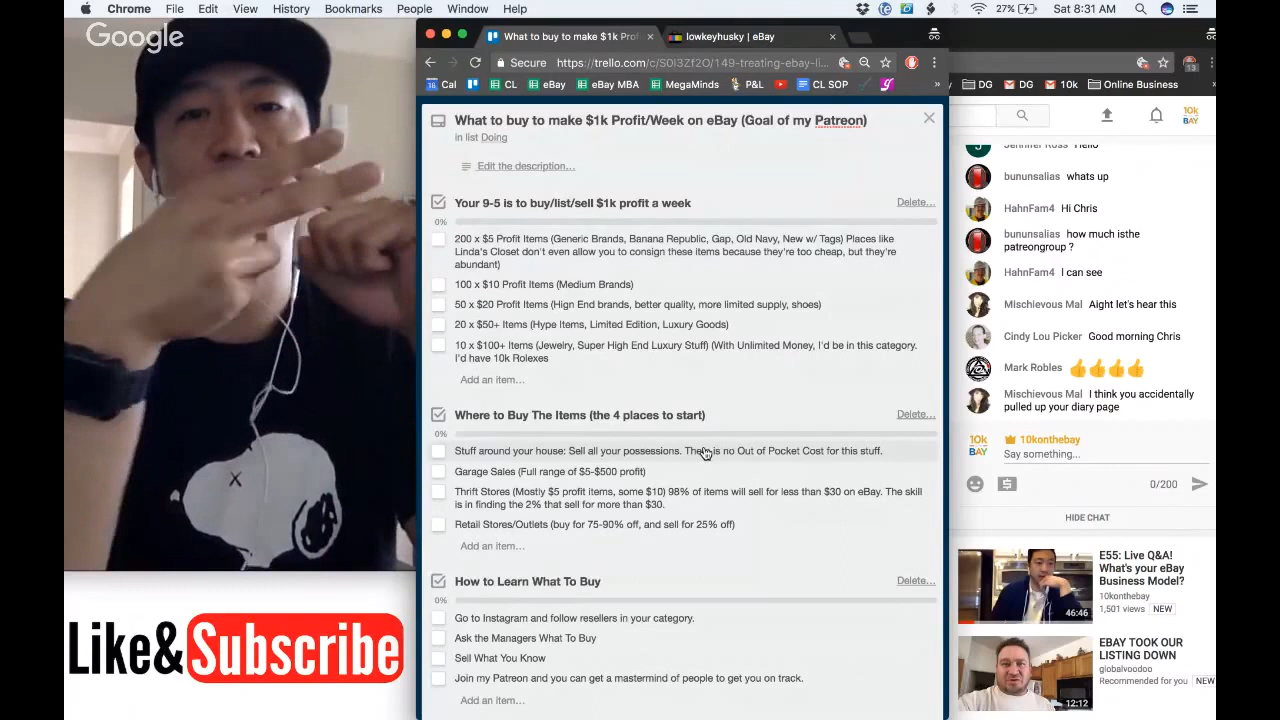 Chrome File Edit View History Bookmarks People Window Help 27% Sat 8:31 AM
Google
What to buy to make $1k Prof
lowkeyhusky | eBay
Secure https://trello.com/c/S0I3Zf2O/149-treating-ebay-li...
Cal CL eBay eBay MBA MegaMinds P&L CL SOP »
DG DG 10k Online Business
What to buy to make $1k Profit/Week on eBay (Goal of my Patreon)
in list Doing
Edit the description...
Your 9-5 is to buy/list/sell $1k profit a week
Delete...
0%
200 x $5 Profit Items (Generic Brands, Banana Republic, Gap, Old Navy, New w/ Tags) Places like
Linda's Closet don't even allow you to consign these items because they're too cheap, but they're
abundant)
100 x $10 Profit Items (Medium Brands)
50 x $20 Profit Items (Hign End brands, better quality, more limited supply, shoes)
20 x $50+ Items (Hype Items, Limited Edition, Luxury Goods)
10 x $100+ Items (Jewelry, Super High End Luxury Stuff) (With Unlimited Money, I'd be in this category.
I'd have 10k Rolexes
Add an item...
Where to Buy The Items (the 4 places to start)
Delete...
0%
Stuff around your house: Sell all your possessions. There is no Out of Pocket Cost for this stuff.
Garage Sales (Full range of $5-$500 profit)
Thrift Stores (Mostly $5 profit items, some $10) 98% of items will sell for less than $30 on eBay. The skill
is in finding the 2% that sell for more than $30.
Retail Stores/Outlets (buy for 75-90% off, and sell for 25% off)
Add an item...
How to Learn What To Buy
Delete...
0%
Go to Instagram and follow resellers in your category.
Ask the Managers What To Buy
Sell What You Know
Join my Patreon and you can get a mastermind of people to get you on track.
Add an item...
13
10k
BAY
Jennifer Ross Hello
bununsalias whats up
HahnFam4 Hi Chris
bununsalias how much isthe
patreongroup ?
HahnFam4 I can see
Mischievous Mal Aight let's hear this
Cindy Lou Picker Good morning Chris
Mark Robles 👍👍👍👍
Mischievous Mal I think you accidentally
pulled up your diary page
10k
BAY
10konthebay
Say something...
0/200
HIDE CHAT
E55: Live Q&A!
What's your eBay
Business Model?
10konthebay
1,501 views NEW
46:46
EBAY TOOK OUR
LISTING DOWN
globalvoodoo
Recommended for you NEW
12:12
Like&Subscribe